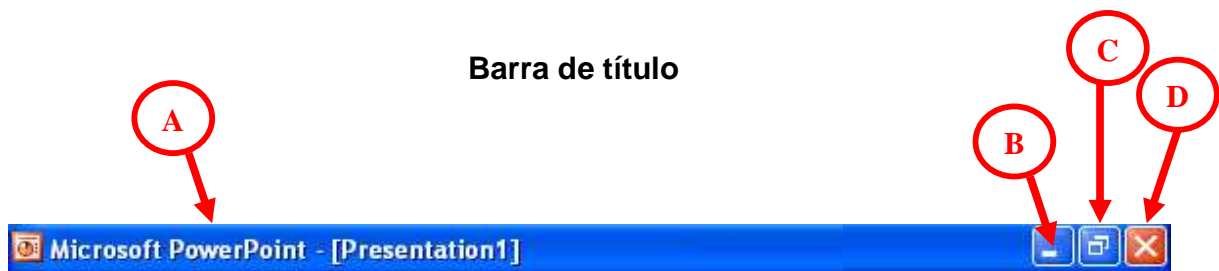 C
Barra de título
D
A
B
Microsoft PowerPoint - [Presentation1]